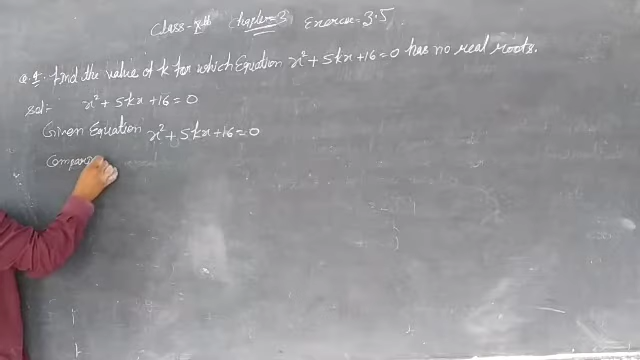 Class-Xth Chapter=3 Exercise=3.5
Q.1. Find the value of k for which Equation x² + 5kx + 16 = 0 has no real roots.
Sol:- x² + 5kx + 16 = 0
Given Equation x² + 5kx + 16 = 0
Compar